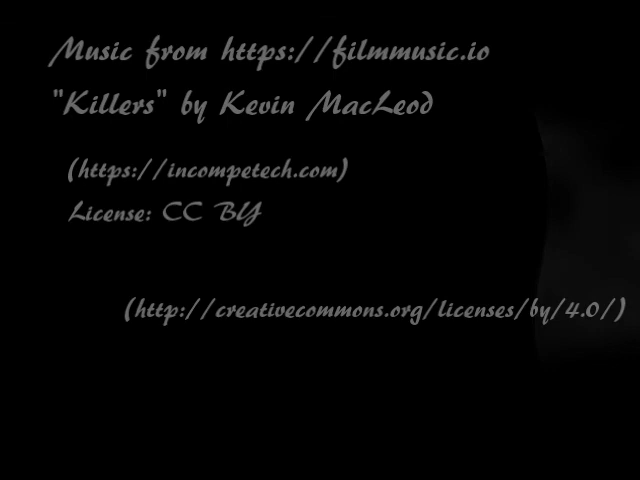 Music from https://filmmusic.io
"Killers" by Kevin MacLeod
(https://incompetech.com)
License: CC BY
(http://creativecommons.org/licenses/by/4.0/)